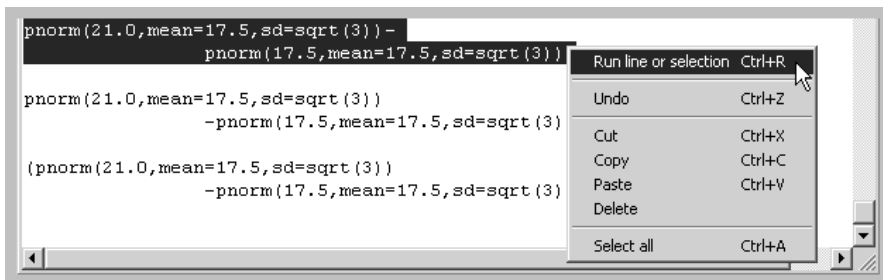 pnorm(21.0,mean=17.5,sd=sqrt(3))-
pnorm(17.5,mean=17.5,sd=sqrt(3))
pnorm(21.0,mean=17.5,sd=sqrt(3))
-pnorm(17.5,mean=17.5,sd=sqrt(3)
(pnorm(21.0,mean=17.5,sd=sqrt(3))
-pnorm(17.5,mean=17.5,sd=sqrt(3)
Run line or selection Ctrl+R
Undo Ctrl+Z
Cut Ctrl+X
Copy Ctrl+C
Paste Ctrl+V
Delete
Select all Ctrl+A